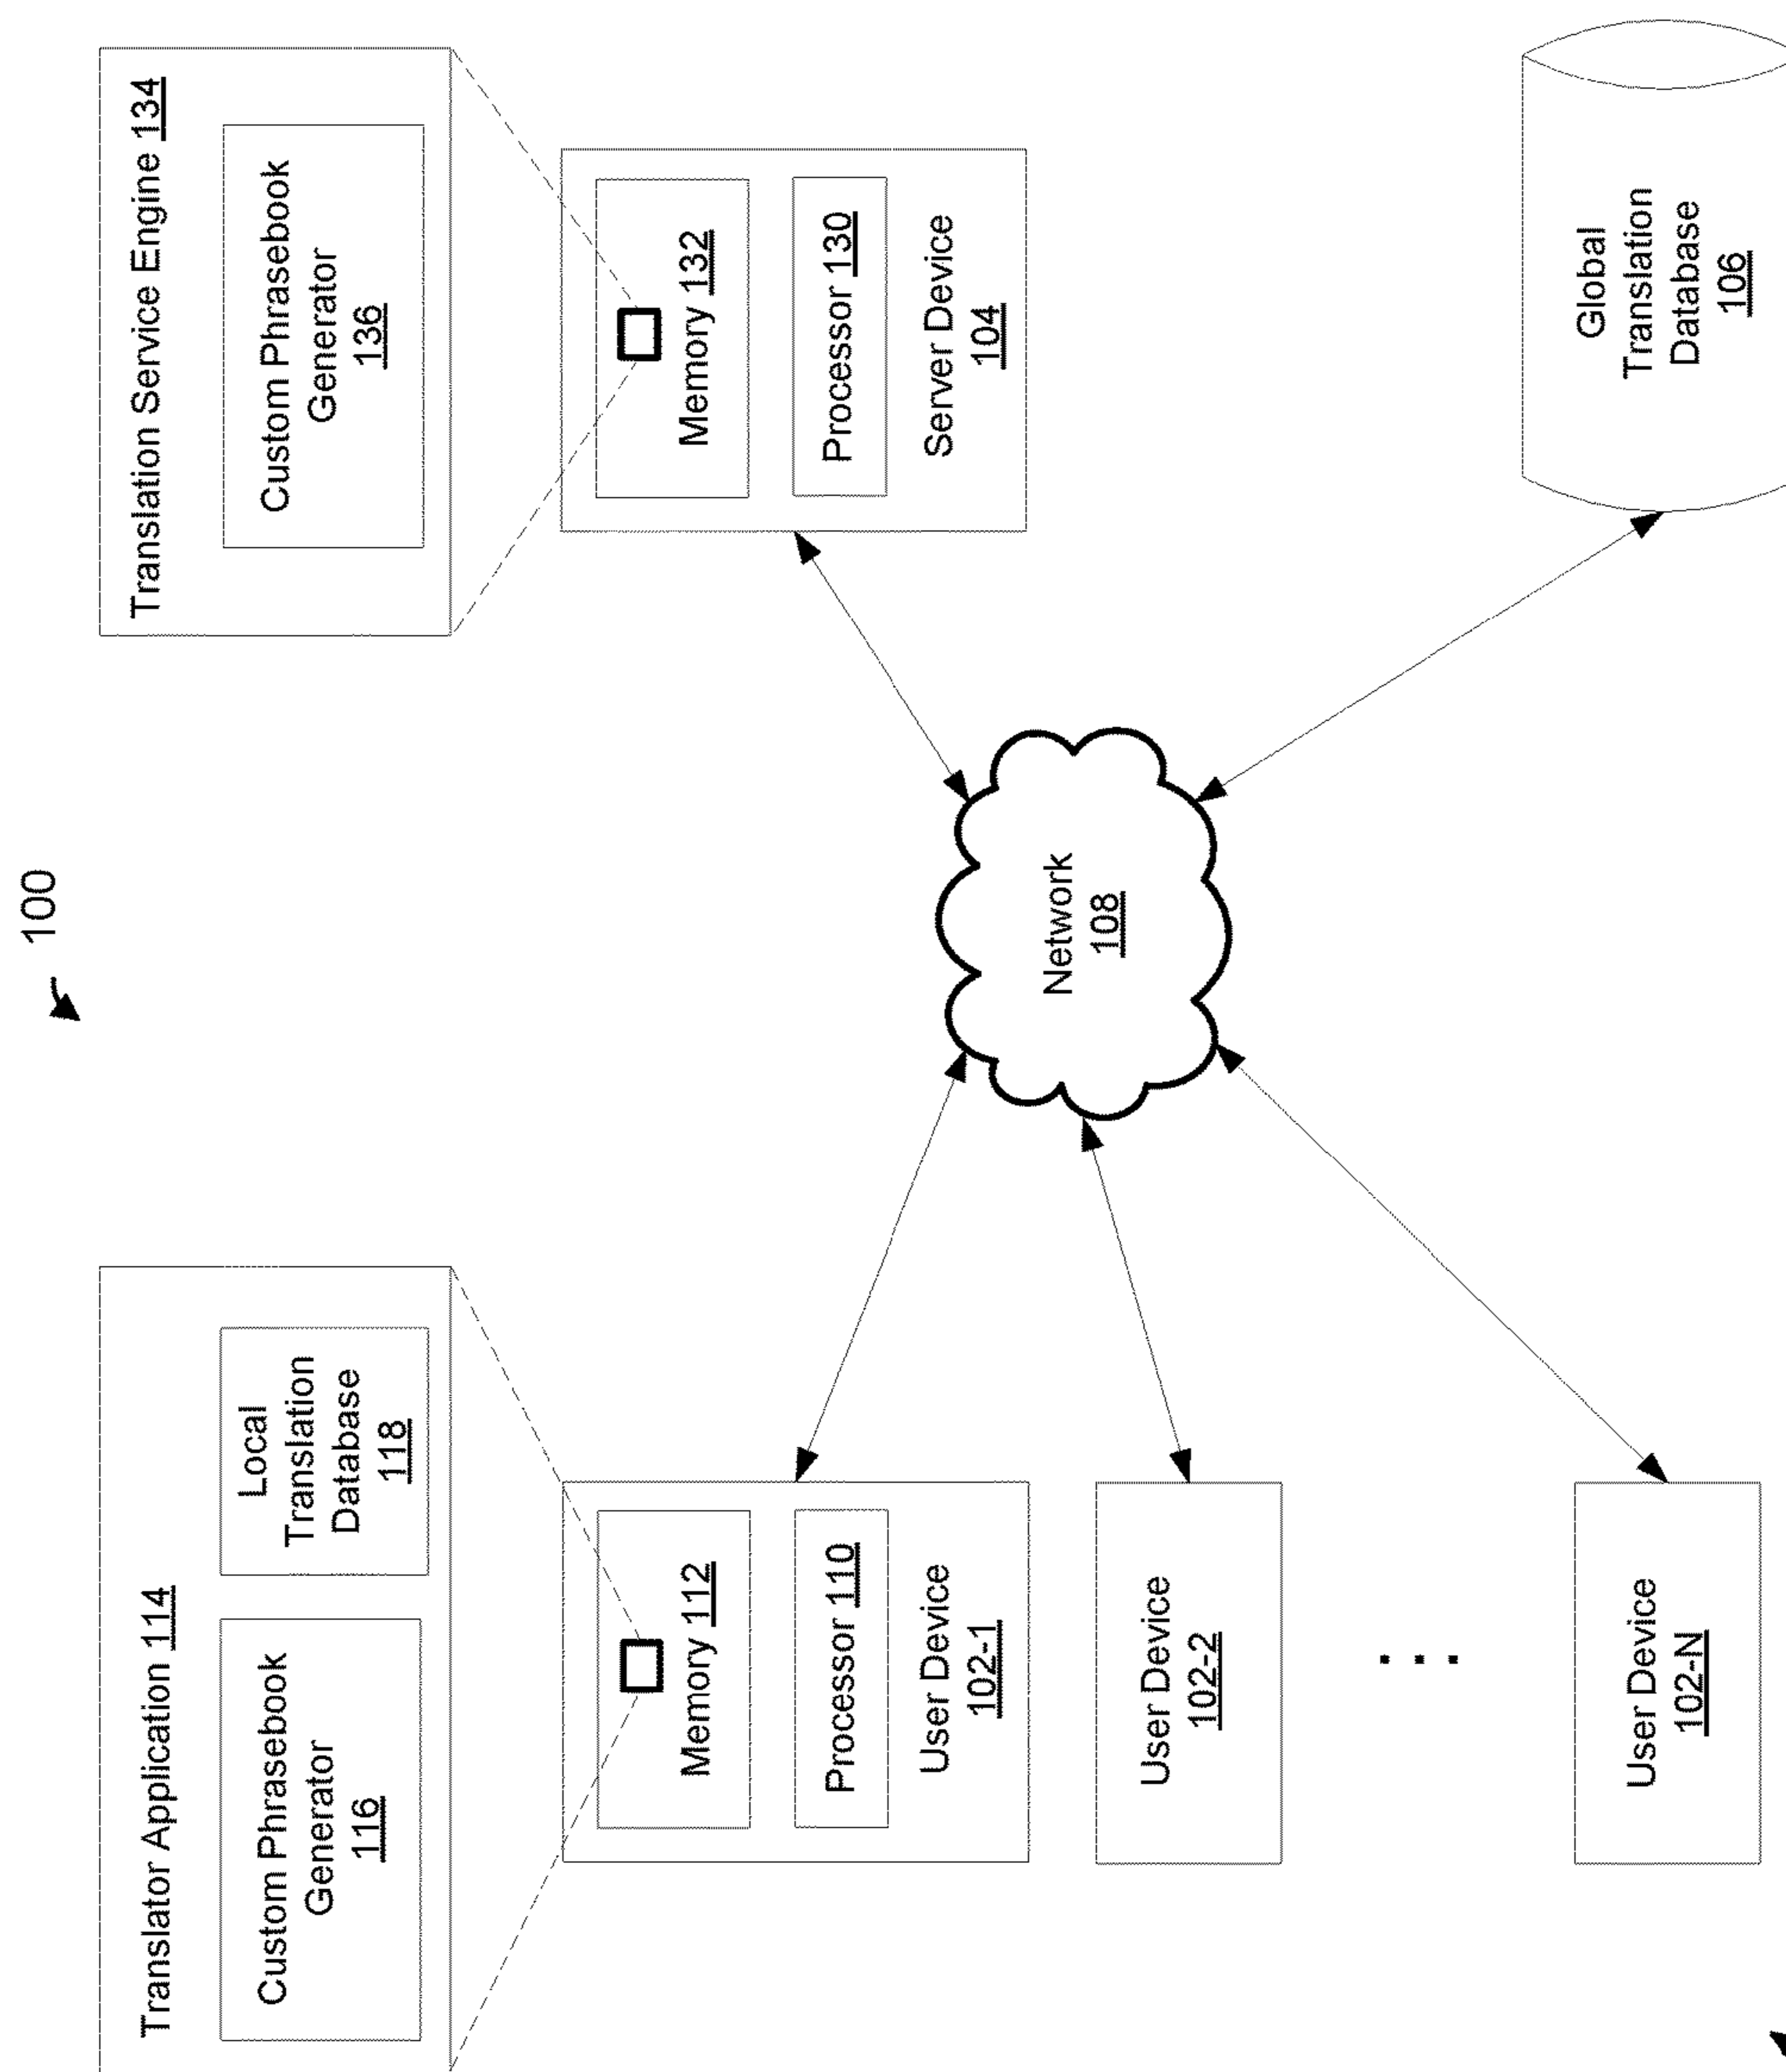 100
Translator Application 114
Custom Phrasebook
Generator
116
Local
Translation
Database
118
Memory 112
Processor 110
User Device
102-1
User Device
102-2
User Device
102-N
Network
108
Translation Service Engine 134
Custom Phrasebook
Generator
136
Memory 132
Processor 130
Server Device
104
Global
Translation
Database
106